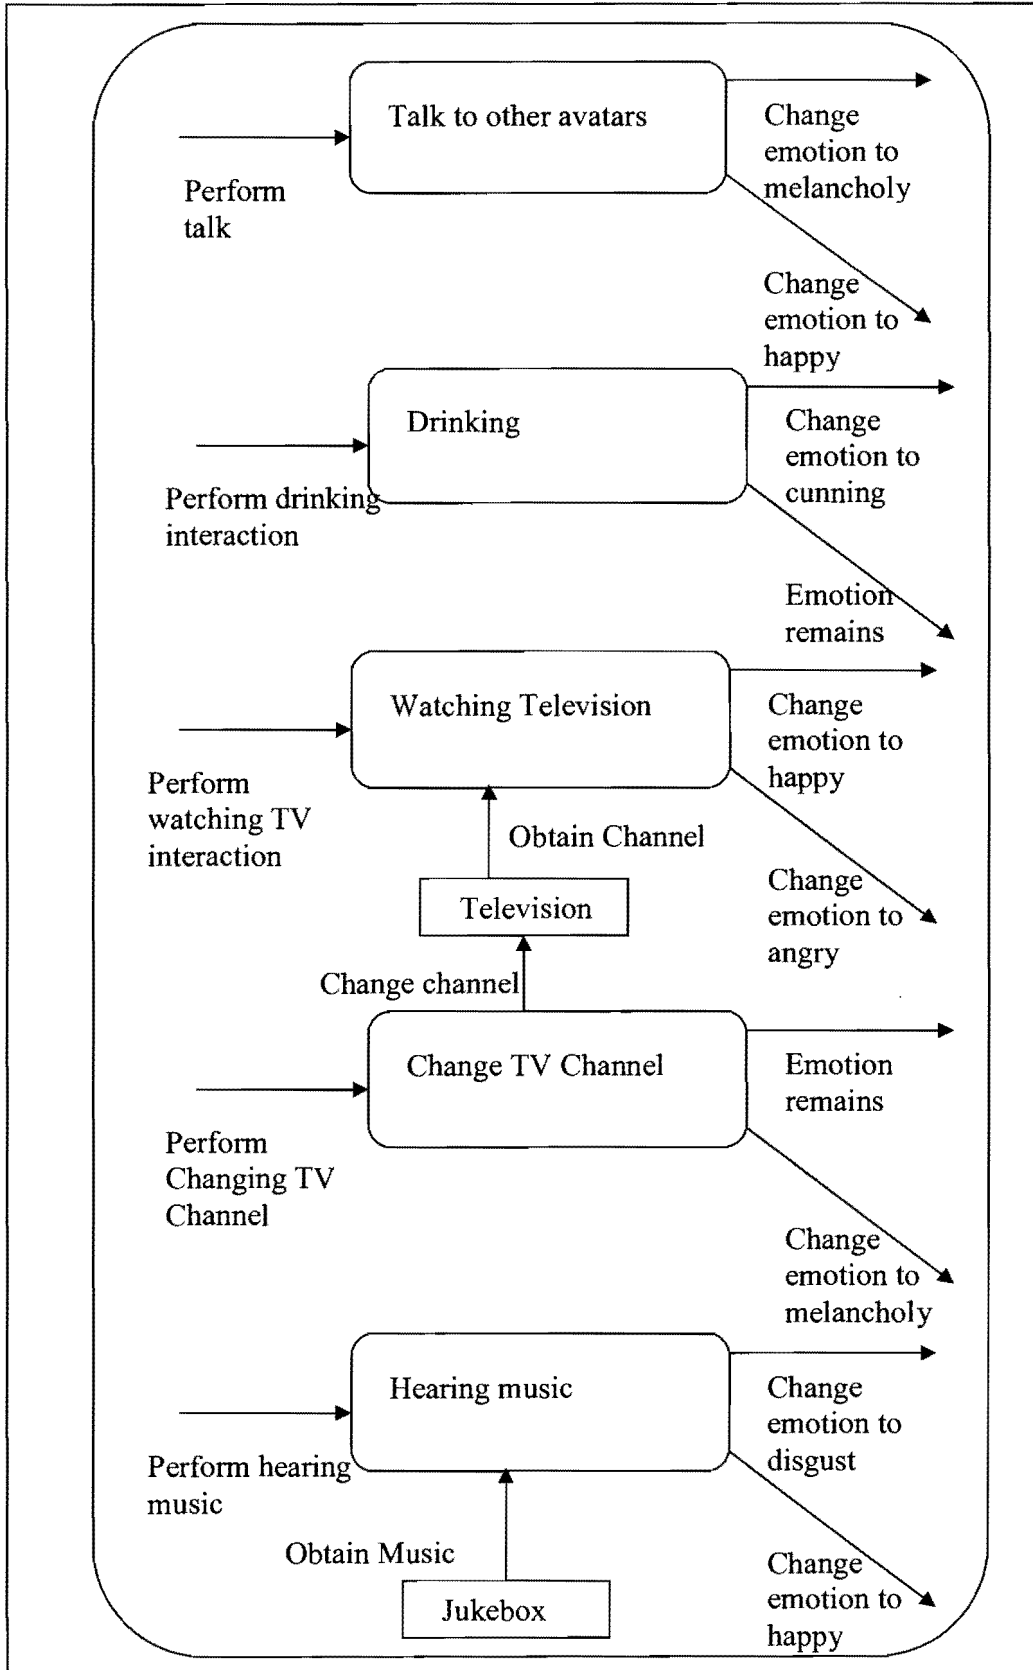 Talk to other avatars
Change
emotion to
melancholy
Perform
talk
Change
emotion to
happy
Drinking
Change
emotion to
cunning
Perform drinking
interaction
Emotion
remains
Watching Television
Change
emotion to
happy
Perform
watching TV
interaction
Obtain Channel
Television
Change
emotion to
angry
Change channel
Change TV Channel
Emotion
remains
Perform
Changing TV
Channel
Change
emotion to
melancholy
Hearing music
Change
emotion to
disgust
Perform hearing
music
Obtain Music
Jukebox
Change
emotion to
happy